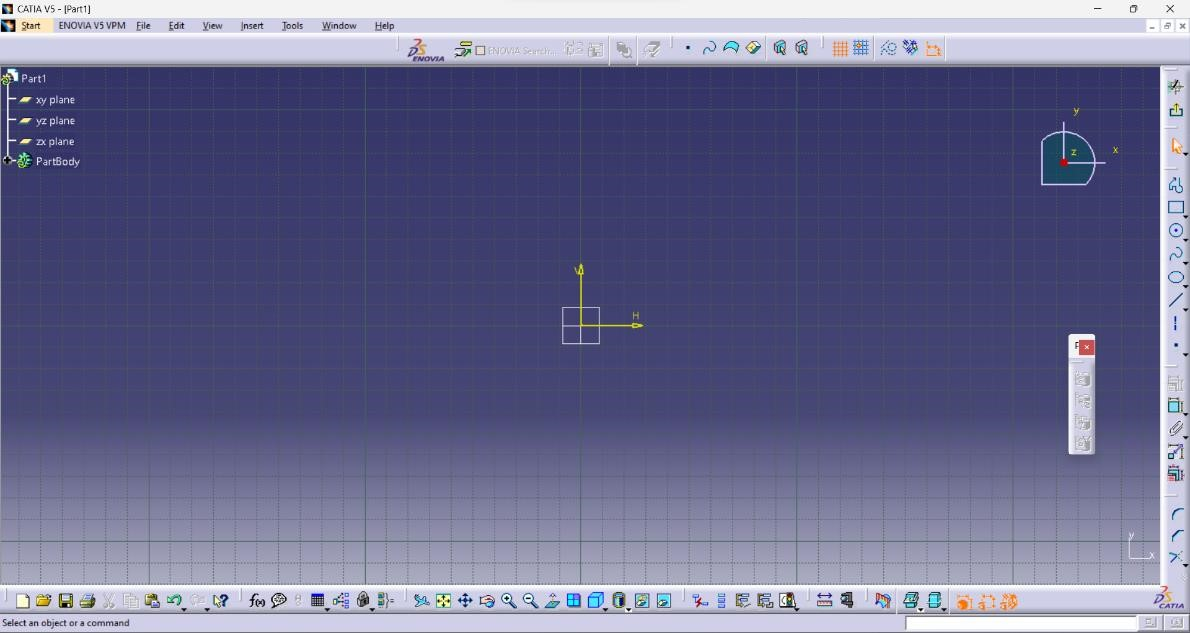 CATIA V5 - [Part1]
Start ENOVIA V5 VPM File Edit View Insert Tools Window Help
ENOVIA ENOVIA Search...
Part1
xy plane
yz plane
zx plane
PartBody
y
x
z
V
H
y
x
f(x)
CATIA
Select an object or a command